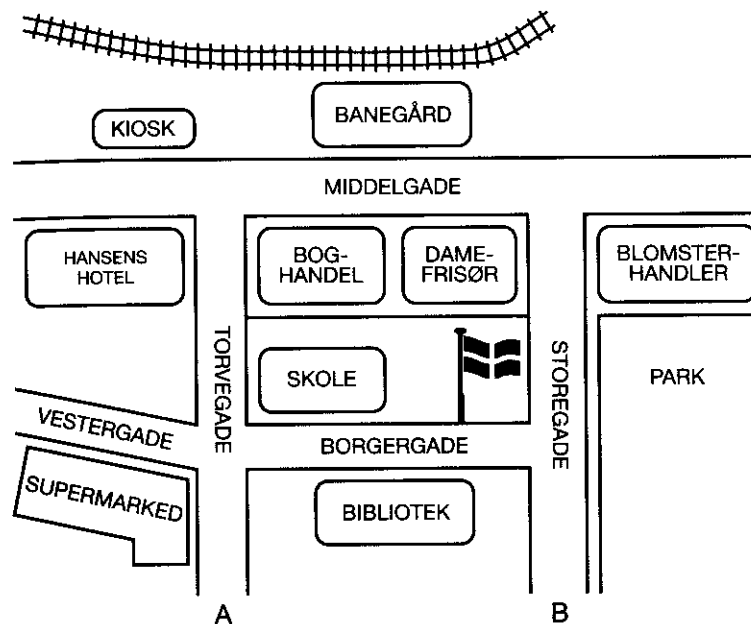 KIOSK
BANEGÅRD
MIDDELGADE
HANSENS
HOTEL
BOG-
HANDEL
DAME-
FRISØR
BLOMSTER-
HANDLER
TORVEGADE
SKOLE
STOREGADE
PARK
VESTERGADE
BORGERGADE
SUPERMARKED
BIBLIOTEK
A
B